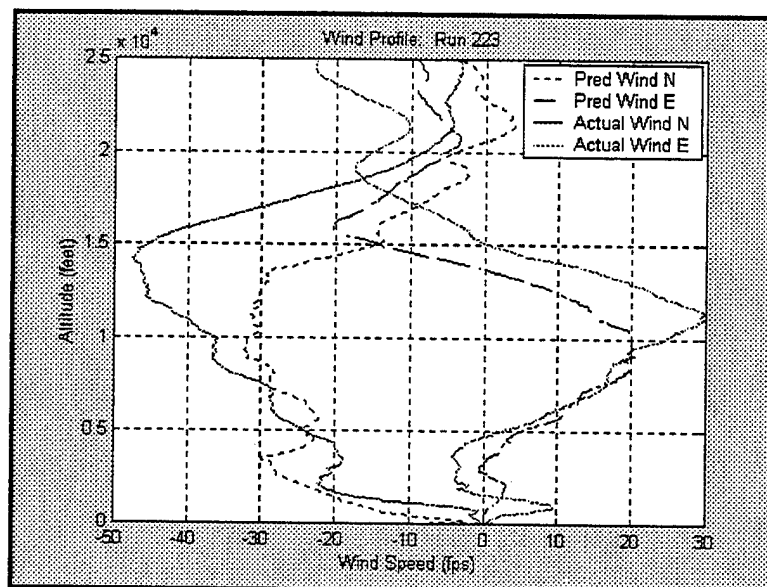 Wind Profile: Run 223
× 10⁴
2.5
2
1.5
1
0.5
0
Altitude (feet)
-50 -40 -30 -20 -10 0 10 20 30
Wind Speed (fps)
Pred Wind N
Pred Wind E
Actual Wind N
Actual Wind E